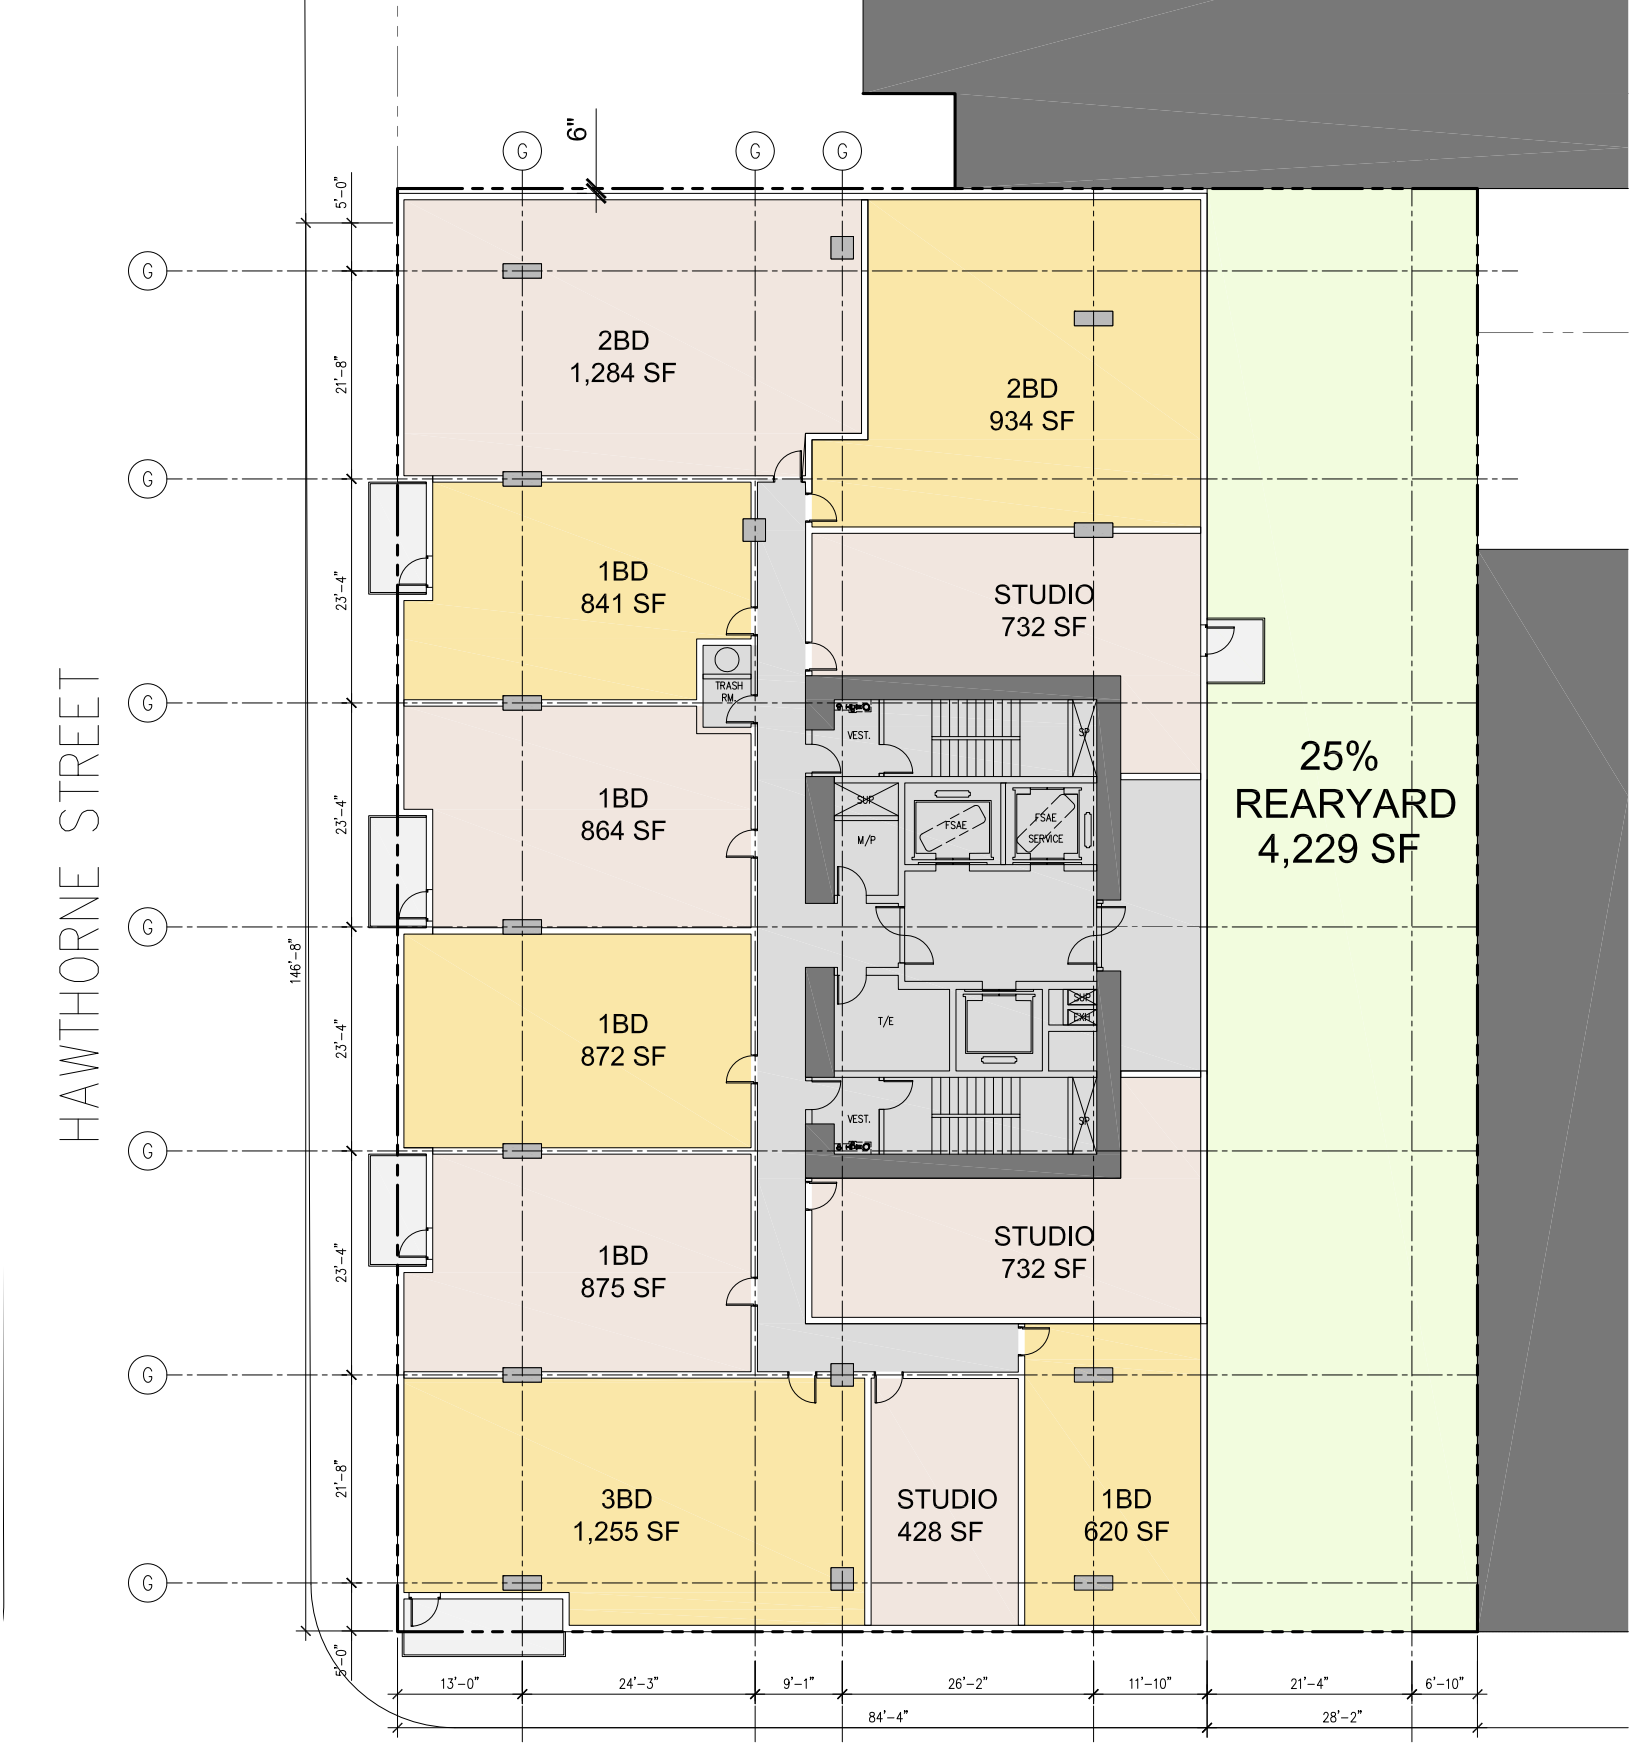 6"
G
G
G
5'-0"
G
2BD
1,284 SF
21'-8"
2BD
934 SF
G
1BD
841 SF
23'-4"
STUDIO
732 SF
TRASH
RM.
G
VEST.
SP
25%
REARYARD
4,229 SF
1BD
864 SF
23'-4"
SUP
FSAE
FSAE
SERVICE
M/P
HAWTHORNE STREET
G
146'-8"
1BD
872 SF
23'-4"
SUP
EXH
T/E
VEST.
SP
G
1BD
875 SF
23'-4"
STUDIO
732 SF
G
3BD
1,255 SF
21'-8"
STUDIO
428 SF
1BD
620 SF
G
5'-0"
13'-0"
24'-3"
9'-1"
26'-2"
11'-10"
21'-4"
6'-10"
84'-4"
28'-2"